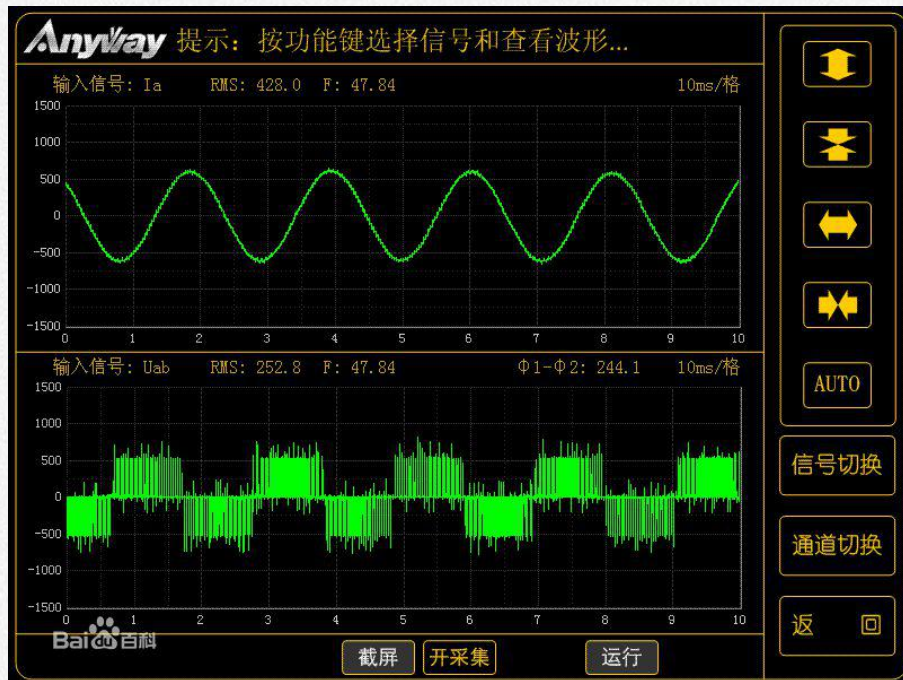 Anyway 提示: 按功能键选择信号和查看波形...
输入信号: Ia RMS: 428.0 F: 47.84 10ms/格
1500
1000
500
0
-500
-1000
-1500
0 1 2 3 4 5 6 7 8 9 10
输入信号: Uab RMS: 252.8 F: 47.84 Φ1-Φ2: 244.1 10ms/格
1500
1000
500
0
-500
-1000
-1500
0 1 2 3 4 5 6 7 8 9 10
Bai du 百科
截屏 开采集 运行
AUTO
信号切换
通道切换
返 回